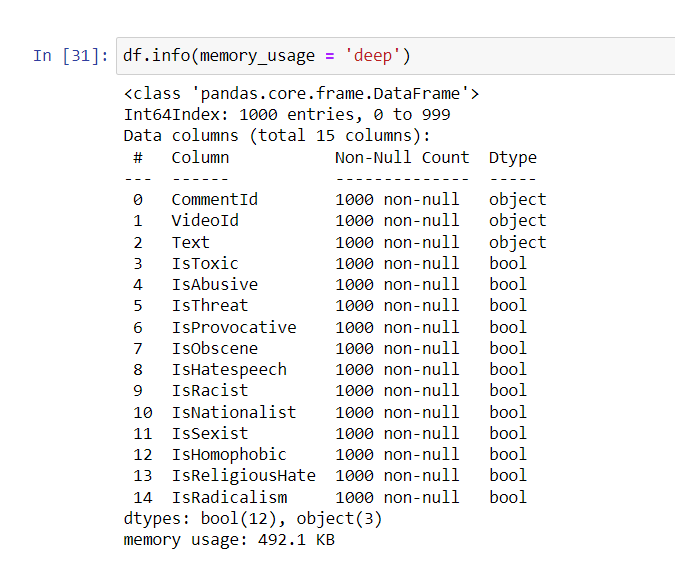 In [31]: df.info(memory_usage = 'deep')
<class 'pandas.core.frame.DataFrame'>
Int64Index: 1000 entries, 0 to 999
Data columns (total 15 columns):
 #   Column           Non-Null Count  Dtype
---  ------           --------------  -----
 0   CommentId        1000 non-null   object
 1   VideoId          1000 non-null   object
 2   Text             1000 non-null   object
 3   IsToxic          1000 non-null   bool
 4   IsAbusive        1000 non-null   bool
 5   IsThreat         1000 non-null   bool
 6   IsProvocative    1000 non-null   bool
 7   IsObscene        1000 non-null   bool
 8   IsHatespeech     1000 non-null   bool
 9   IsRacist         1000 non-null   bool
 10  IsNationalist    1000 non-null   bool
 11  IsSexist         1000 non-null   bool
 12  IsHomophobic     1000 non-null   bool
 13  IsReligiousHate  1000 non-null   bool
 14  IsRadicalism     1000 non-null   bool
dtypes: bool(12), object(3)
memory usage: 492.1 KB